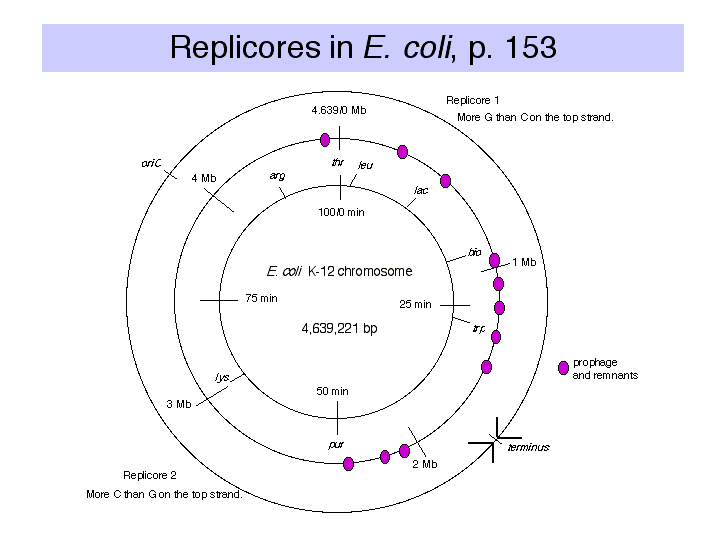 Replicores in E. coli, p. 153
Replicore 1
More G than C on the top strand.
4.639/0 Mb
oriC
4 Mb
arg
thr
leu
lac
100/0 min
bio
1 Mb
E. coli K-12 chromosome
75 min
25 min
4,639,221 bp
trp
prophage
and remnants
lys
50 min
3 Mb
pur
terminus
2 Mb
Replicore 2
More C than G on the top strand.